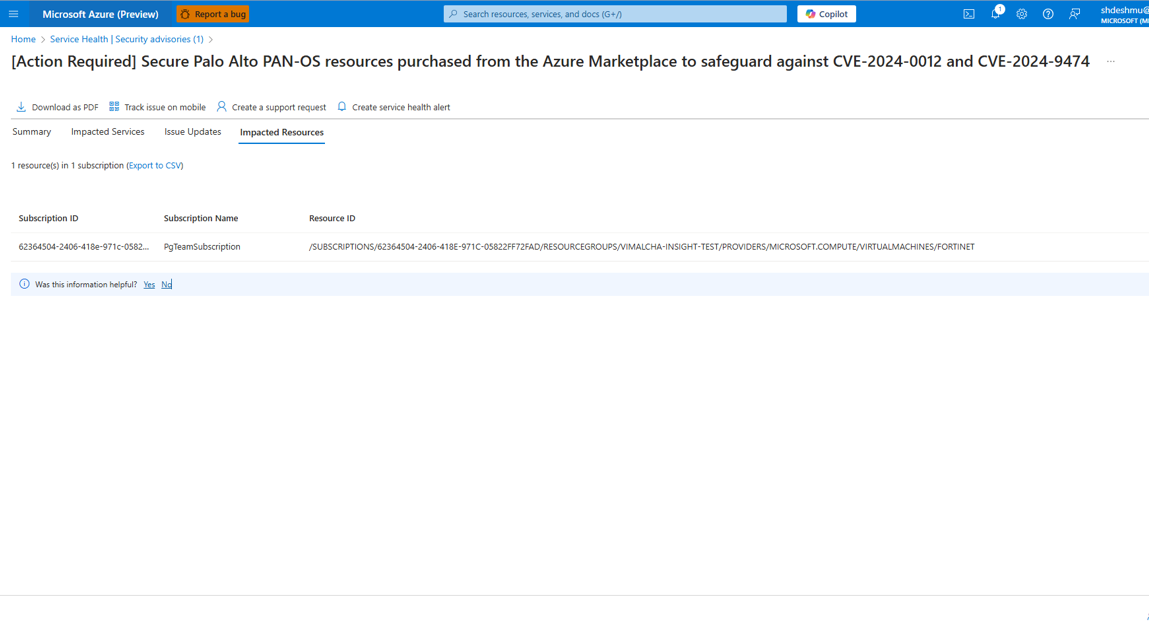 Microsoft Azure (Preview) Report a bug Search resources, services, and docs (G+/) Copilot 1 shdeshmu@
MICROSOFT (MI
Home > Service Health | Security advisories (1) >
[Action Required] Secure Palo Alto PAN-OS resources purchased from the Azure Marketplace to safeguard against CVE-2024-0012 and CVE-2024-9474 ...
Download as PDF Track issue on mobile Create a support request Create service health alert
Summary Impacted Services Issue Updates Impacted Resources
1 resource(s) in 1 subscription (Export to CSV)
Subscription ID Subscription Name Resource ID
62364504-2406-418e-971c-0582... PgTeamSubscription /SUBSCRIPTIONS/62364504-2406-418E-971C-05822FF72FAD/RESOURCEGROUPS/VIMALCHA-INSIGHT-TEST/PROVIDERS/MICROSOFT.COMPUTE/VIRTUALMACHINES/FORTINET
Was this information helpful? Yes No